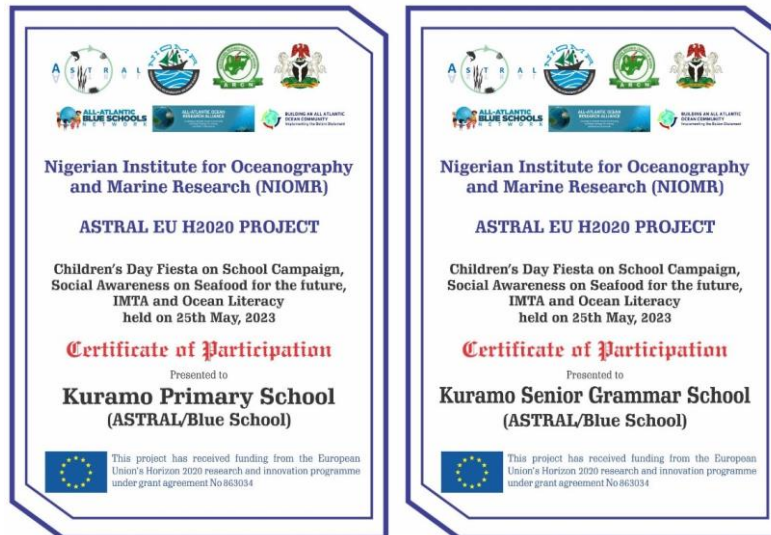 ASTRAL
NIOMR
ARCN
ALL-ATLANTIC
BLUE SCHOOLS
NETWORK
ALL-ATLANTIC OCEAN
RESEARCH ALLIANCE
BUILDING AN ALL ATLANTIC
OCEAN COMMUNITY
Implementing the Belém Statement
Nigerian Institute for Oceanography
and Marine Research (NIOMR)
ASTRAL EU H2020 PROJECT
Children's Day Fiesta on School Campaign,
Social Awareness on Seafood for the future,
IMTA and Ocean Literacy
held on 25th May, 2023
Certificate of Participation
Presented to
Kuramo Primary School
(ASTRAL/Blue School)
This project has received funding from the European
Union's Horizon 2020 research and innovation programme
under grant agreement No 863034
ASTRAL
NIOMR
ARCN
ALL-ATLANTIC
BLUE SCHOOLS
NETWORK
ALL-ATLANTIC OCEAN
RESEARCH ALLIANCE
BUILDING AN ALL ATLANTIC
OCEAN COMMUNITY
Implementing the Belém Statement
Nigerian Institute for Oceanography
and Marine Research (NIOMR)
ASTRAL EU H2020 PROJECT
Children's Day Fiesta on School Campaign,
Social Awareness on Seafood for the future,
IMTA and Ocean Literacy
held on 25th May, 2023
Certificate of Participation
Presented to
Kuramo Senior Grammar School
(ASTRAL/Blue School)
This project has received funding from the European
Union's Horizon 2020 research and innovation programme
under grant agreement No 863034